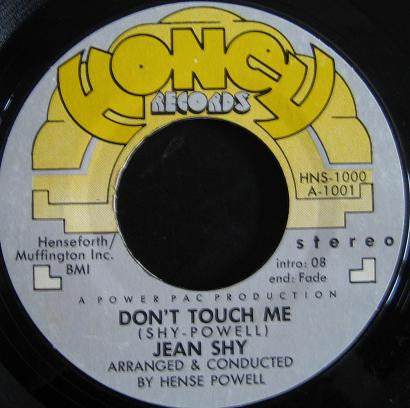 HONEY
RECORDS
HNS-1000
A-1001
Henseforth/
Muffington Inc.
BMI
stereo
intro: 08
end: Fade
A POWER PAC PRODUCTION
DON'T TOUCH ME
(SHY-POWELL)
JEAN SHY
ARRANGED & CONDUCTED
BY HENSE POWELL